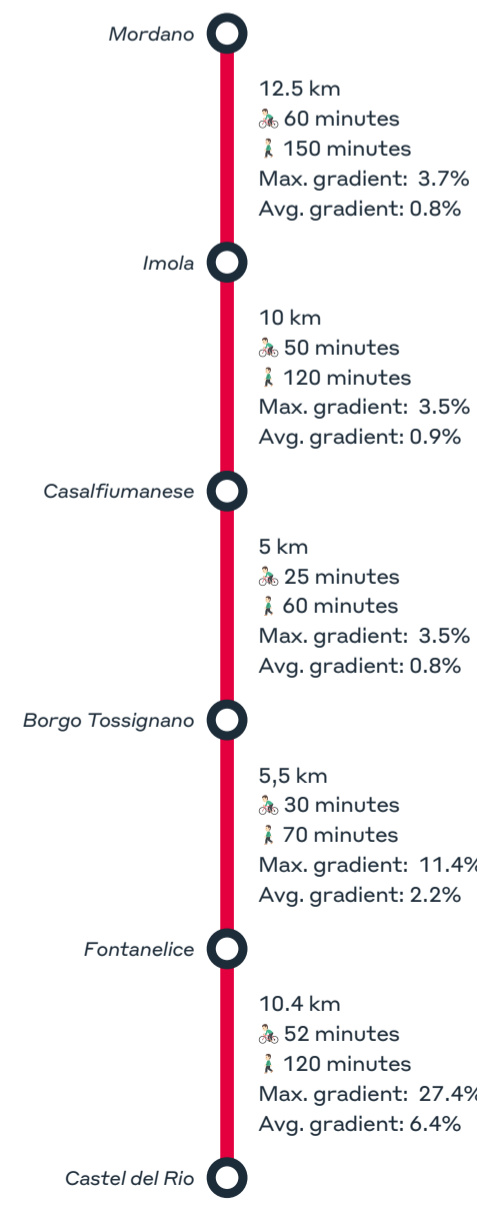 Mordano
12.5 km
60 minutes
150 minutes
Max. gradient: 3.7%
Avg. gradient: 0.8%
Imola
10 km
50 minutes
120 minutes
Max. gradient: 3.5%
Avg. gradient: 0.9%
Casalfiumanese
5 km
25 minutes
60 minutes
Max. gradient: 3.5%
Avg. gradient: 0.8%
Borgo Tossignano
5,5 km
30 minutes
70 minutes
Max. gradient: 11.4%
Avg. gradient: 2.2%
Fontanelice
10.4 km
52 minutes
120 minutes
Max. gradient: 27.4%
Avg. gradient: 6.4%
Castel del Rio